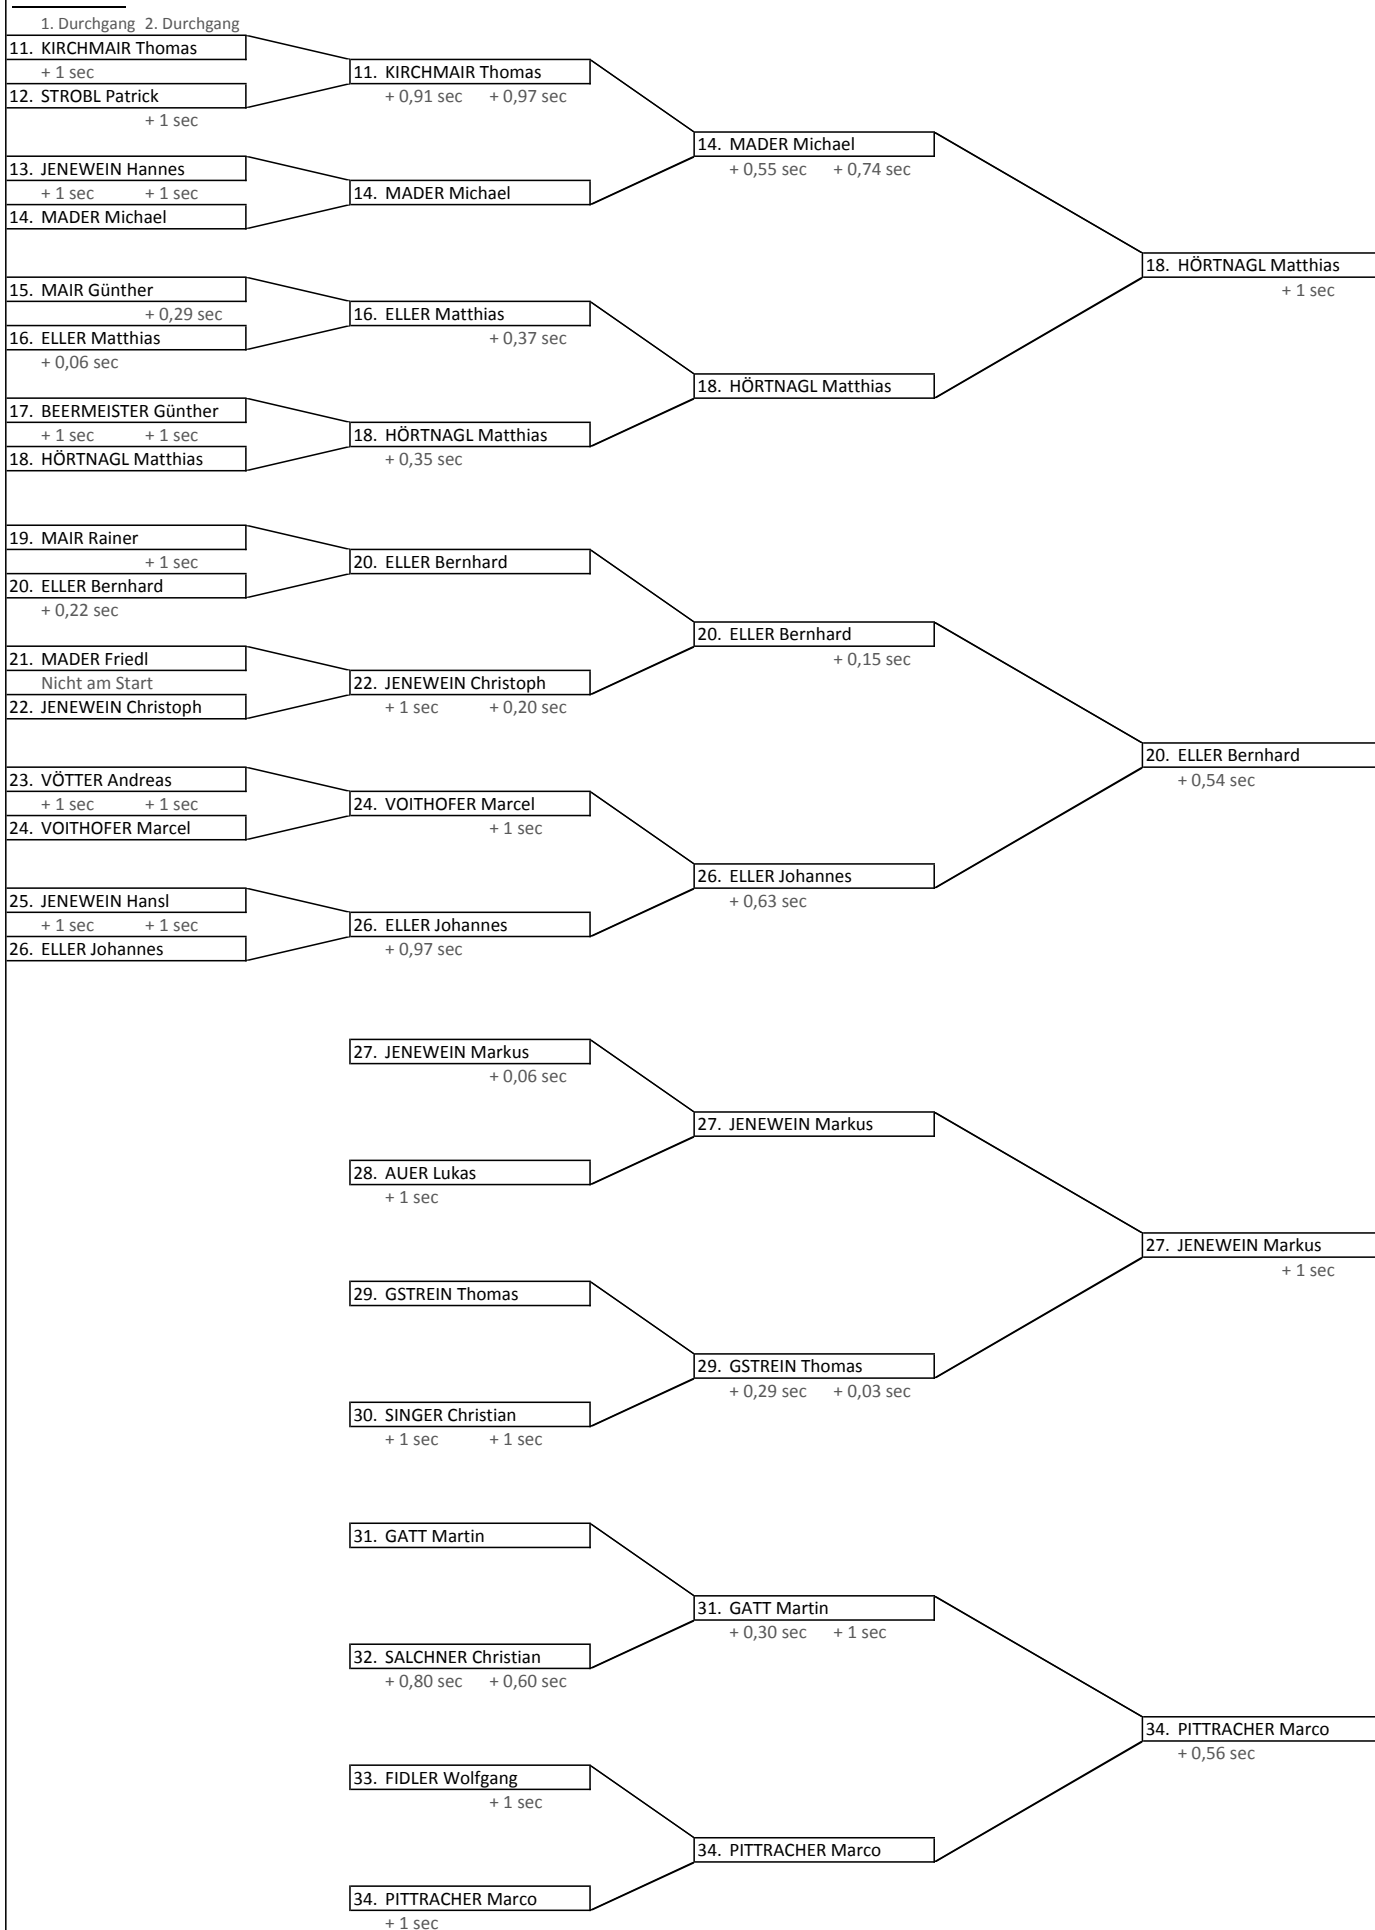 1. Durchgang 2. Durchgang
11. KIRCHMAIR Thomas
+ 1 sec
12. STROBL Patrick
+ 1 sec
13. JENEWEIN Hannes
+ 1 sec + 1 sec
14. MADER Michael
15. MAIR Günther
+ 0,29 sec
16. ELLER Matthias
+ 0,06 sec
17. BEERMEISTER Günther
+ 1 sec + 1 sec
18. HÖRTNAGL Matthias
19. MAIR Rainer
+ 1 sec
20. ELLER Bernhard
+ 0,22 sec
21. MADER Friedl
Nicht am Start
22. JENEWEIN Christoph
23. VÖTTER Andreas
+ 1 sec + 1 sec
24. VOITHOFER Marcel
25. JENEWEIN Hansl
+ 1 sec + 1 sec
26. ELLER Johannes
11. KIRCHMAIR Thomas
+ 0,91 sec + 0,97 sec
14. MADER Michael
16. ELLER Matthias
+ 0,37 sec
18. HÖRTNAGL Matthias
+ 0,35 sec
20. ELLER Bernhard
22. JENEWEIN Christoph
+ 1 sec + 0,20 sec
24. VOITHOFER Marcel
+ 1 sec
26. ELLER Johannes
+ 0,97 sec
27. JENEWEIN Markus
+ 0,06 sec
28. AUER Lukas
+ 1 sec
29. GSTREIN Thomas
30. SINGER Christian
+ 1 sec + 1 sec
31. GATT Martin
32. SALCHNER Christian
+ 0,80 sec + 0,60 sec
33. FIDLER Wolfgang
+ 1 sec
34. PITTRACHER Marco
+ 1 sec
14. MADER Michael
+ 0,55 sec + 0,74 sec
18. HÖRTNAGL Matthias
20. ELLER Bernhard
+ 0,15 sec
26. ELLER Johannes
+ 0,63 sec
27. JENEWEIN Markus
29. GSTREIN Thomas
+ 0,29 sec + 0,03 sec
31. GATT Martin
+ 0,30 sec + 1 sec
34. PITTRACHER Marco
18. HÖRTNAGL Matthias
+ 1 sec
20. ELLER Bernhard
+ 0,54 sec
27. JENEWEIN Markus
+ 1 sec
34. PITTRACHER Marco
+ 0,56 sec